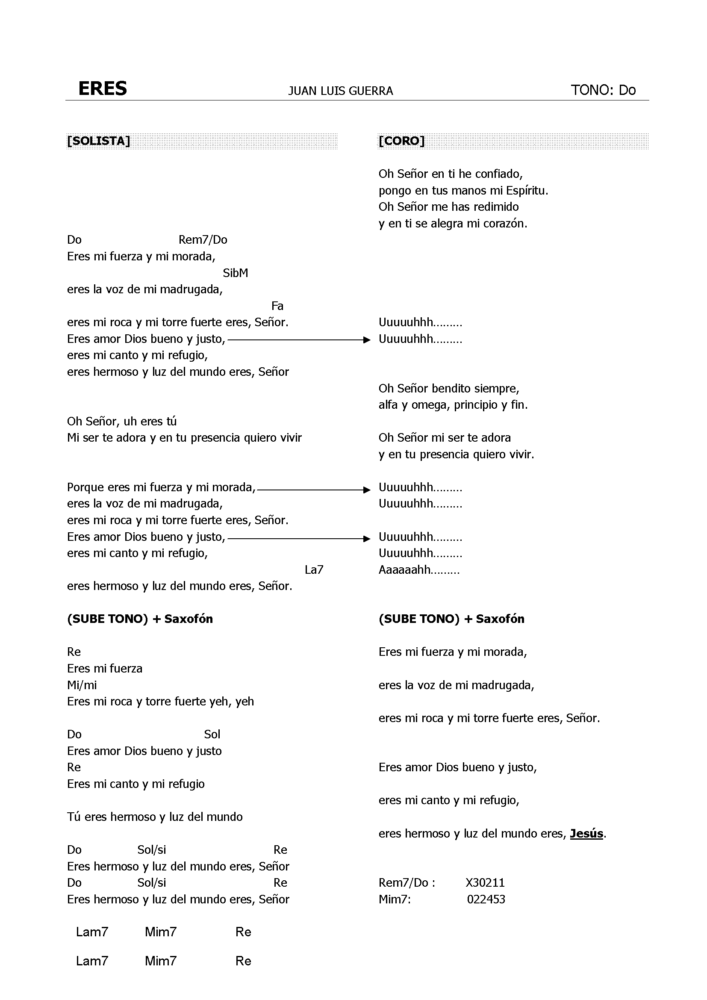 ERES JUAN LUIS GUERRA TONO: Do
[SOLISTA] [CORO]
Oh Señor en ti he confiado,
pongo en tus manos mi Espíritu.
Oh Señor me has redimido
y en ti se alegra mi corazón.
Do Rem7/Do
Eres mi fuerza y mi morada,
SibM
eres la voz de mi madrugada,
Fa
eres mi roca y mi torre fuerte eres, Señor. Uuuuuhhh.........
Eres amor Dios bueno y justo, Uuuuuhhh.........
eres mi canto y mi refugio,
eres hermoso y luz del mundo eres, Señor
Oh Señor bendito siempre,
alfa y omega, principio y fin.
Oh Señor, uh eres tú
Mi ser te adora y en tu presencia quiero vivir Oh Señor mi ser te adora
y en tu presencia quiero vivir.
Porque eres mi fuerza y mi morada, Uuuuuhhh.........
eres la voz de mi madrugada, Uuuuuhhh.........
eres mi roca y mi torre fuerte eres, Señor.
Eres amor Dios bueno y justo, Uuuuuhhh.........
eres mi canto y mi refugio, Uuuuuhhh.........
La7 Aaaaaahh.........
eres hermoso y luz del mundo eres, Señor.
(SUBE TONO) + Saxofón (SUBE TONO) + Saxofón
Re Eres mi fuerza y mi morada,
Eres mi fuerza
Mi/mi eres la voz de mi madrugada,
Eres mi roca y torre fuerte yeh, yeh
eres mi roca y mi torre fuerte eres, Señor.
Do Sol
Eres amor Dios bueno y justo
Re Eres amor Dios bueno y justo,
Eres mi canto y mi refugio
eres mi canto y mi refugio,
Tú eres hermoso y luz del mundo
eres hermoso y luz del mundo eres, Jesús.
Do Sol/si Re
Eres hermoso y luz del mundo eres, Señor
Do Sol/si Re Rem7/Do : X30211
Eres hermoso y luz del mundo eres, Señor Mim7: 022453
Lam7 Mim7 Re
Lam7 Mim7 Re